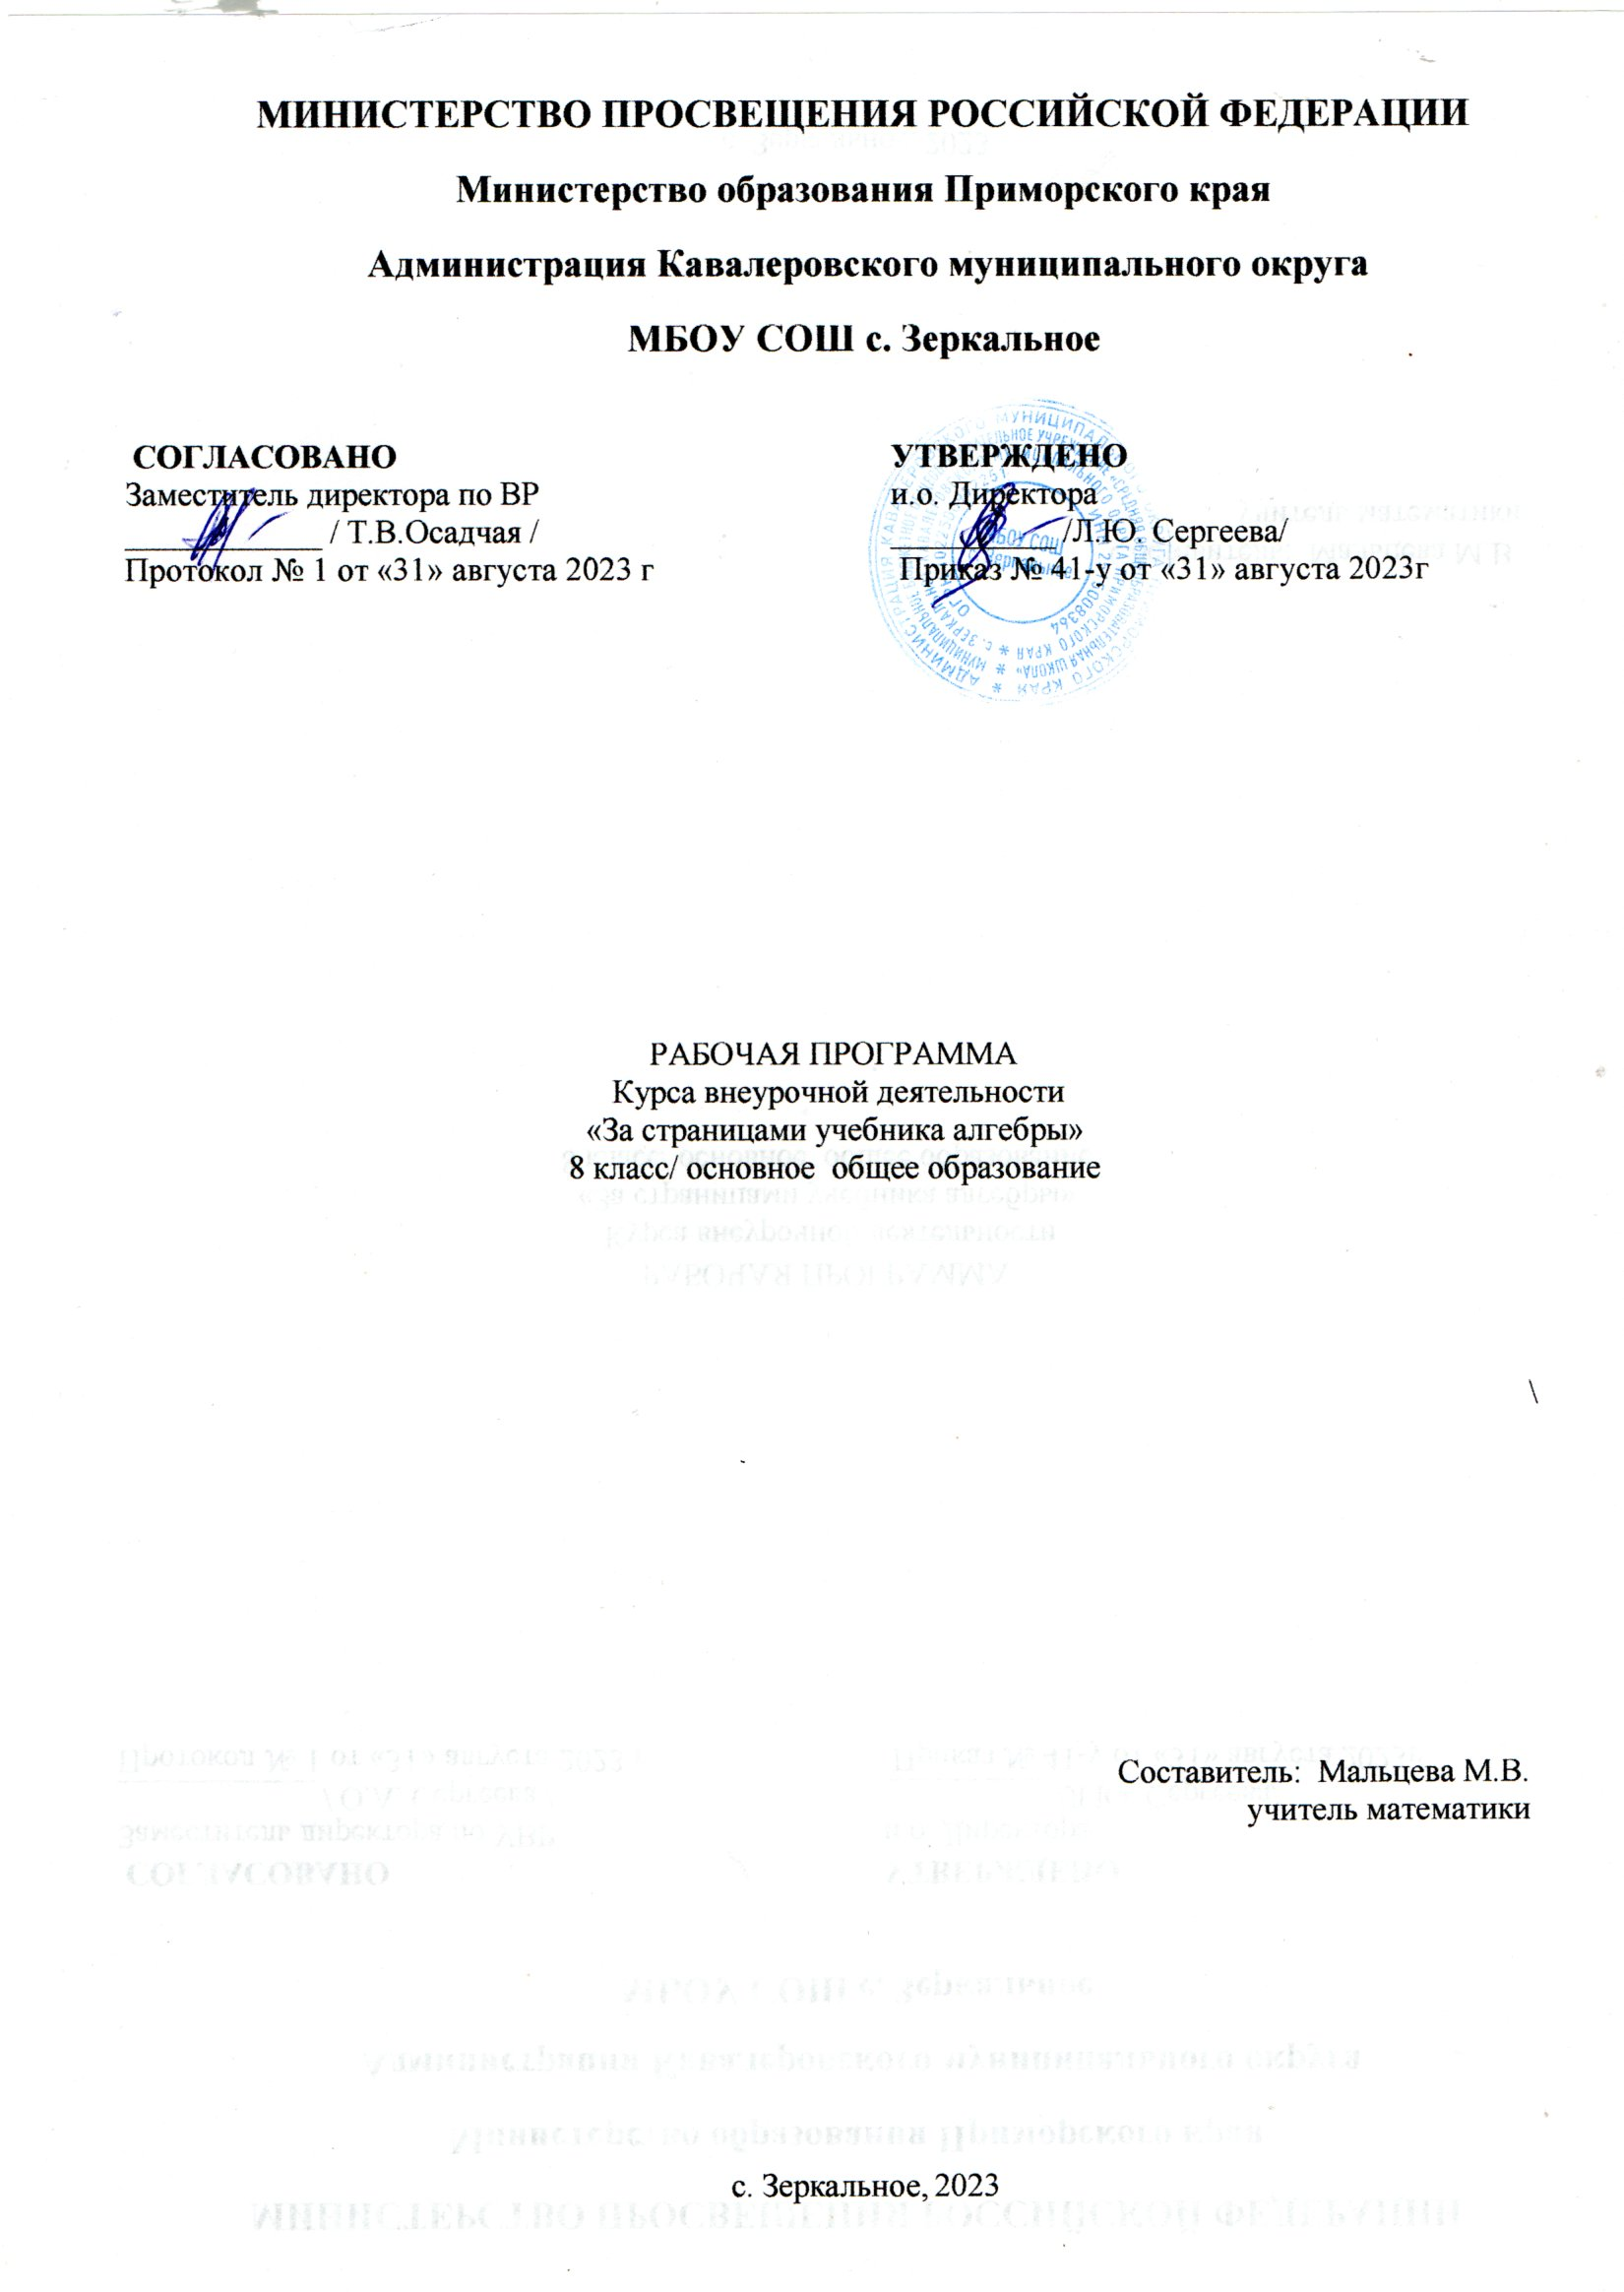 МИНИСТЕРСТВО ПРОСВЕЩЕНИЯ РОССИЙСКОЙ ФЕДЕРАЦИИ
Министерство образования Приморского края
Администрация Кавалеровского муниципального округа
МБОУ СОШ с. Зеркальное
СОГЛАСОВАНО
Заместитель директора по ВР
____________ / Т.В.Осадчая /
Протокол № 1 от «31» августа 2023 г
УТВЕРЖДЕНО
и.о. Директора
__________ /Л.Ю. Сергеева/
Приказ № 41-у от «31» августа 2023г
РАБОЧАЯ ПРОГРАММА
Курса внеурочной деятельности
«За страницами учебника алгебры»
8 класс/ основное  общее образование
\
Составитель:  Мальцева М.В.
учитель математики
с. Зеркальное, 2023